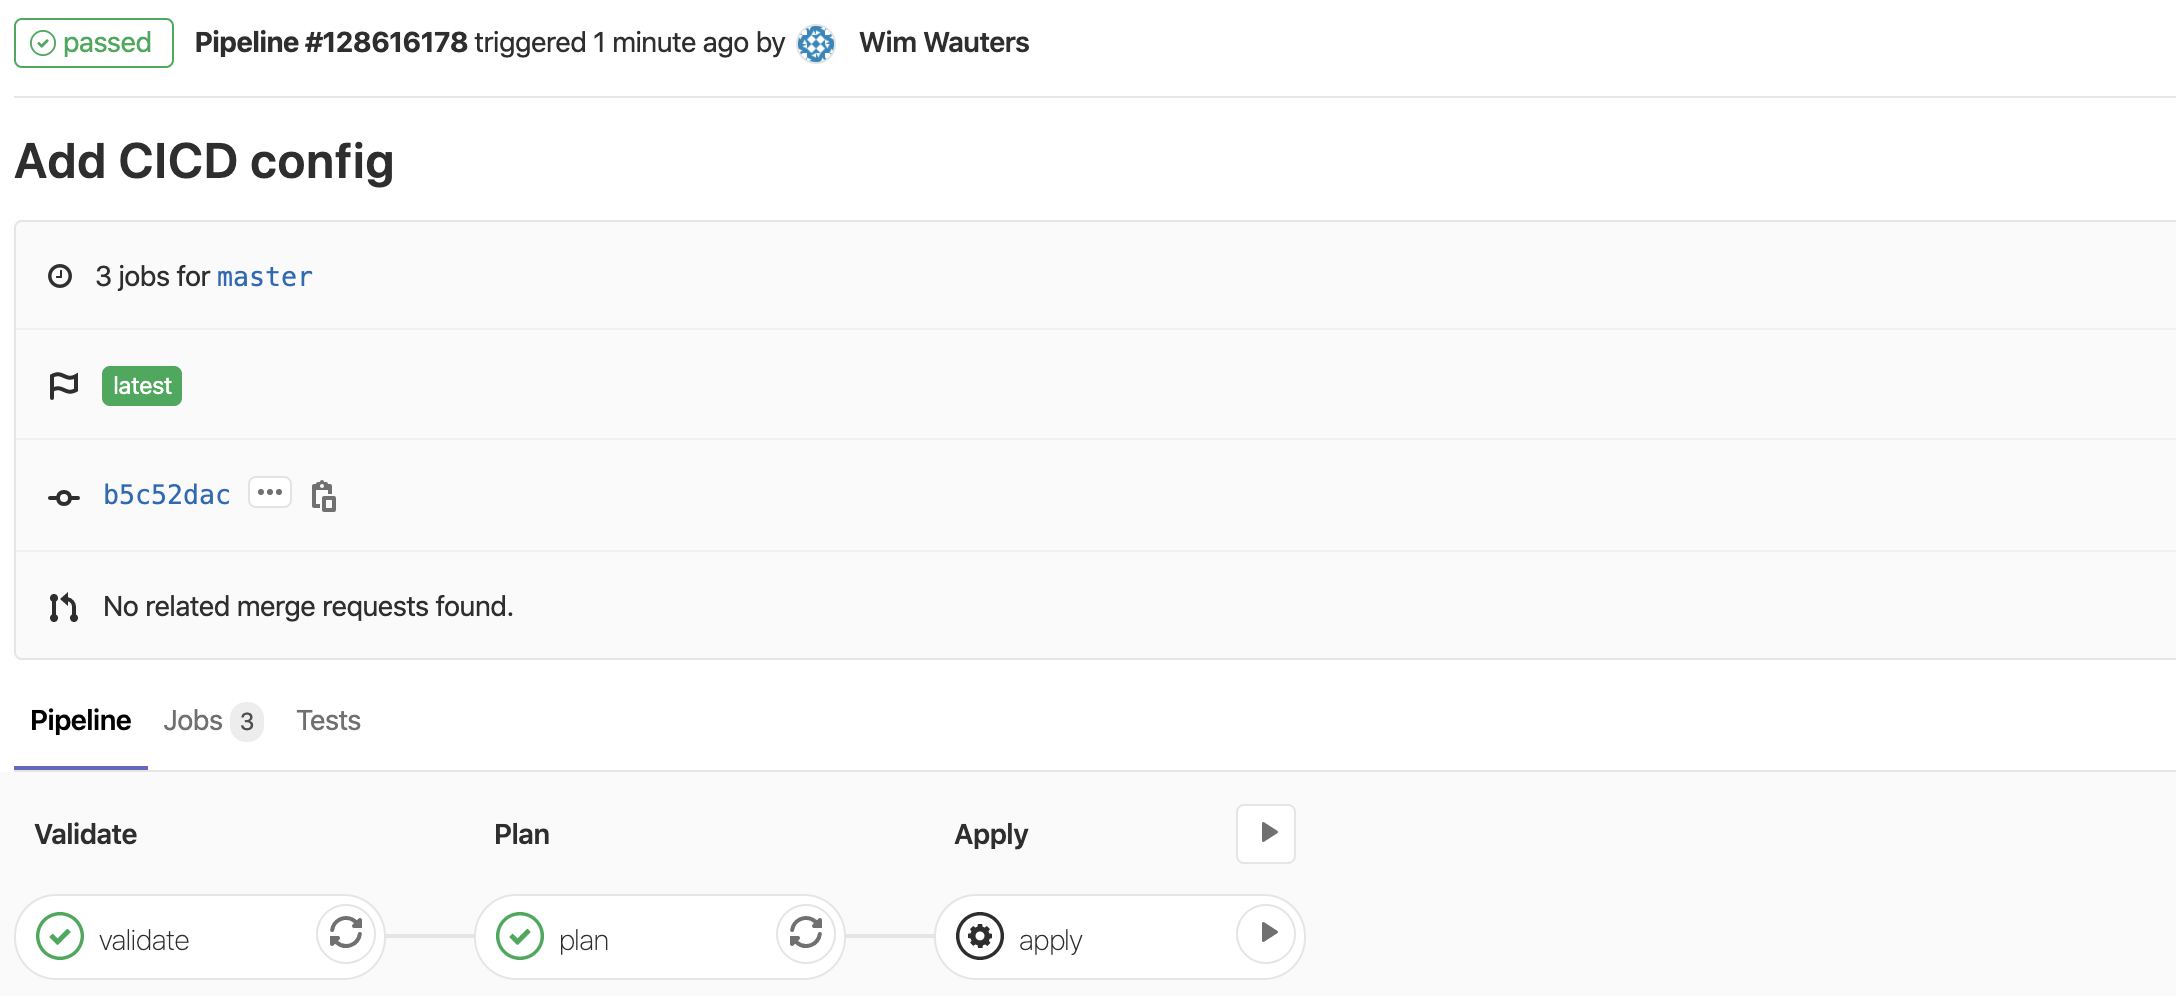 passed Pipeline #128616178 triggered 1 minute ago by Wim Wauters
Add CICD config
3 jobs for master
latest
b5c52dac
No related merge requests found.
Pipeline Jobs 3 Tests
Validate Plan Apply
validate plan apply